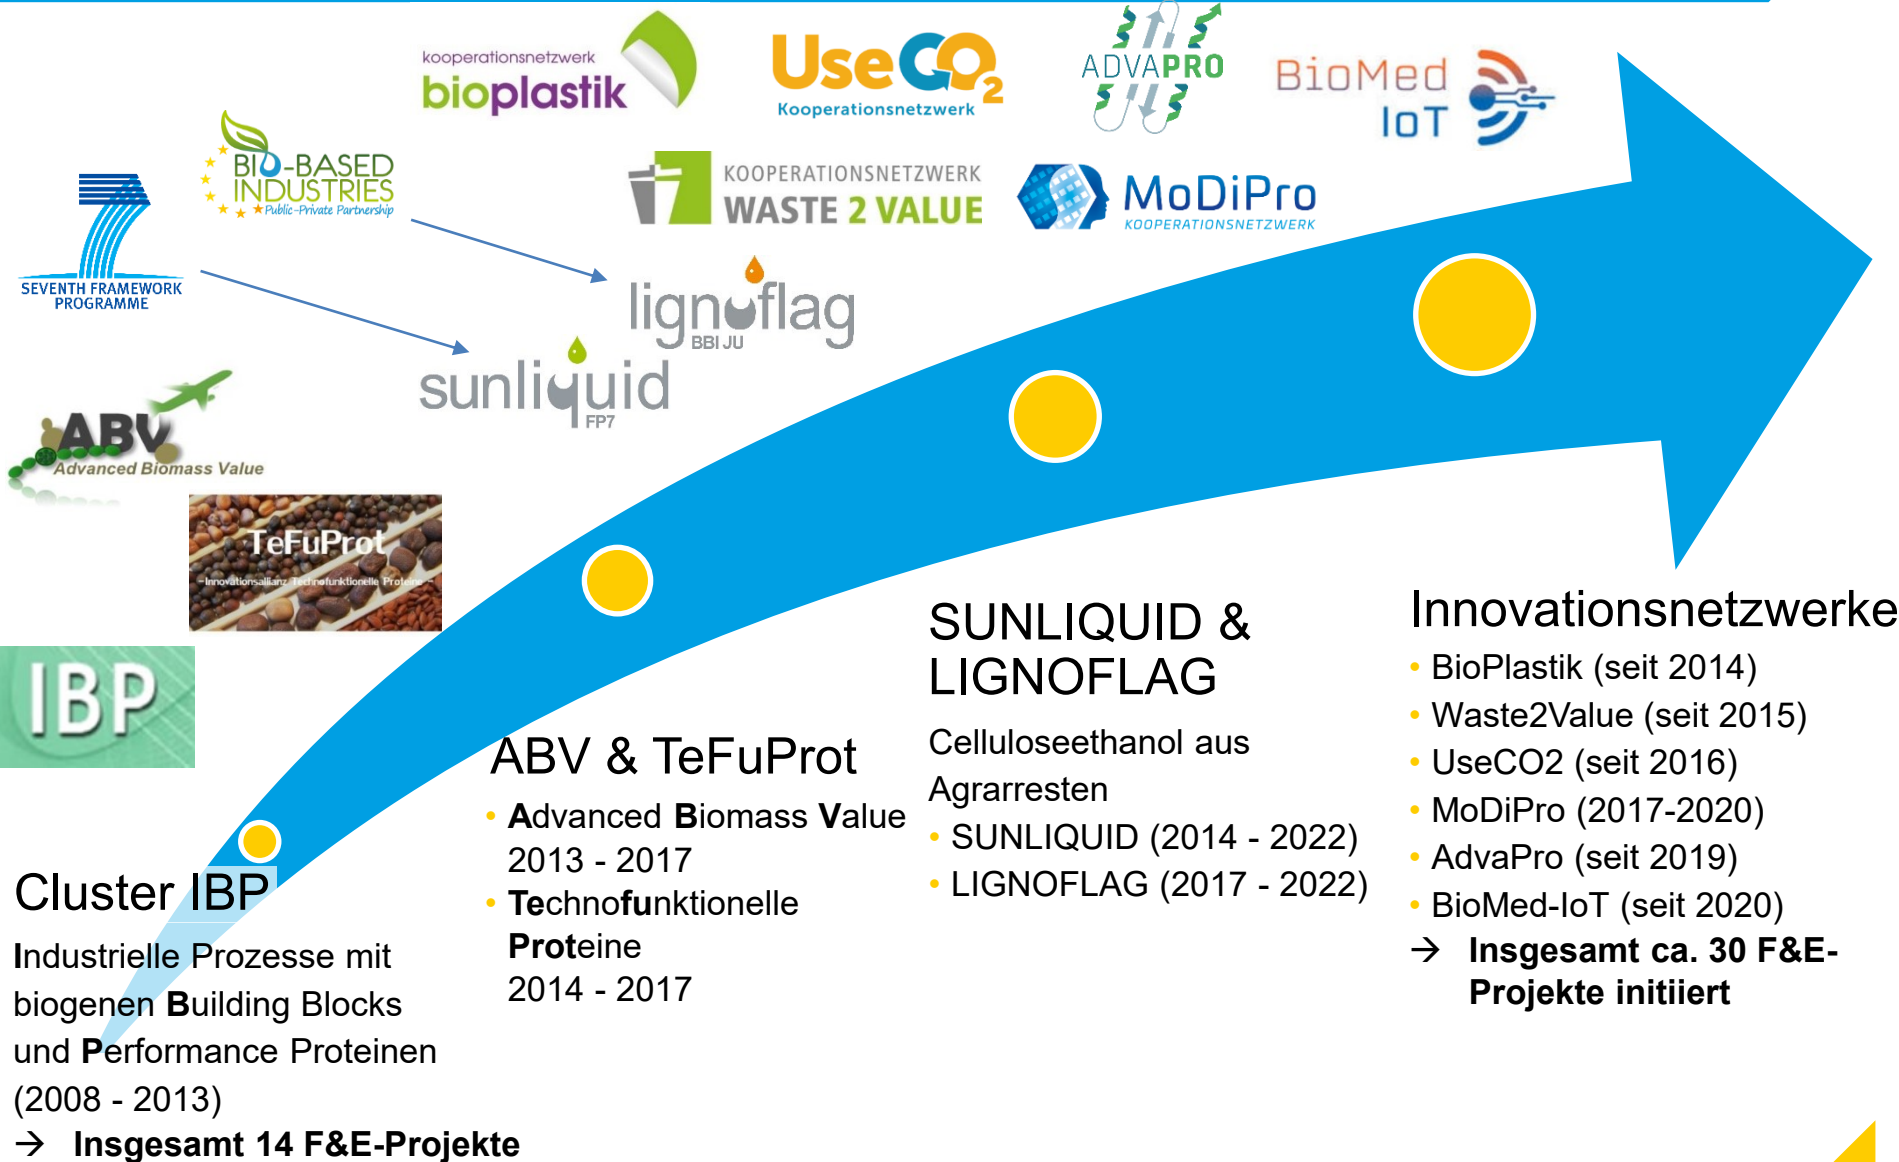 kooperationsnetzwerk
bioplastik
UseCO2
Kooperationsnetzwerk
ADVAPRO
BioMed
IoT
BIO-BASED
INDUSTRIES
Public-Private Partnership
KOOPERATIONSNETZWERK
WASTE 2 VALUE
MoDiPro
KOOPERATIONSNETZWERK
SEVENTH FRAMEWORK
PROGRAMME
lignoflag
BBI JU
sunliquid
FP7
ABV
Advanced Biomass Value
TeFuProt
-Innovationsallianz Technofunktionelle Proteine -
IBP
Cluster IBP
Industrielle Prozesse mit
biogenen Building Blocks
und Performance Proteinen
(2008 - 2013)
→ Insgesamt 14 F&E-Projekte
ABV & TeFuProt
• Advanced Biomass Value
2013 - 2017
• Technofunktionelle
Proteine
2014 - 2017
SUNLIQUID &
LIGNOFLAG
Celluloseethanol aus
Agrarresten
• SUNLIQUID (2014 - 2022)
• LIGNOFLAG (2017 - 2022)
Innovationsnetzwerke
• BioPlastik (seit 2014)
• Waste2Value (seit 2015)
• UseCO2 (seit 2016)
• MoDiPro (2017-2020)
• AdvaPro (seit 2019)
• BioMed-IoT (seit 2020)
→ Insgesamt ca. 30 F&E-
Projekte initiiert